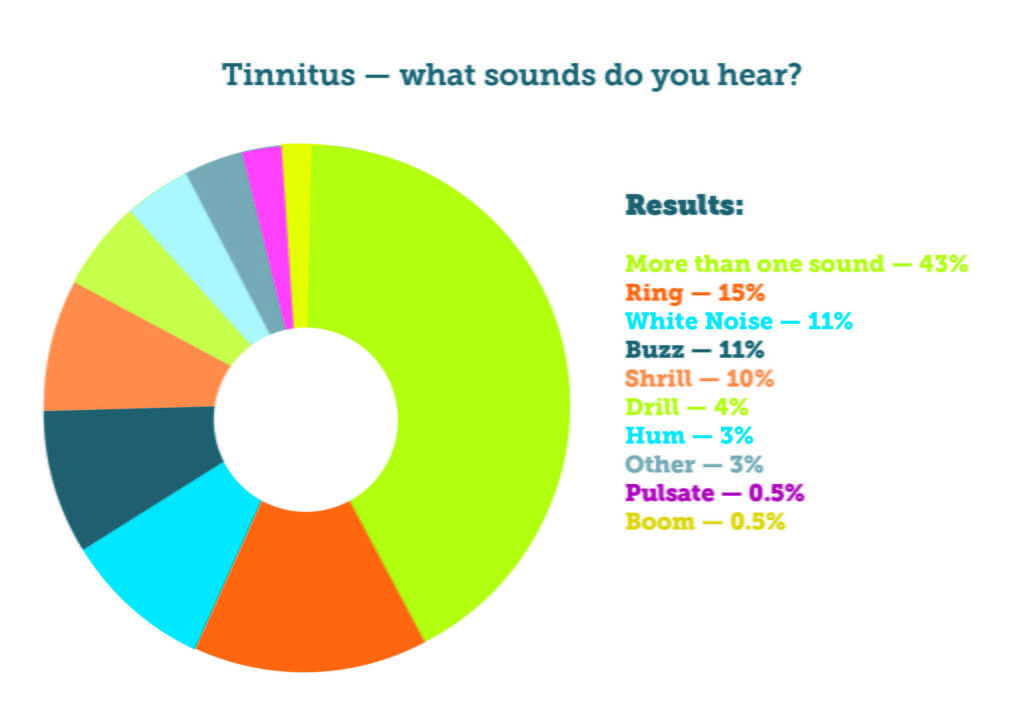 Tinnitus — what sounds do you hear?
Results:
More than one sound — 43%
Ring — 15%
White Noise — 11%
Buzz — 11%
Shrill — 10%
Drill — 4%
Hum — 3%
Other — 3%
Pulsate — 0.5%
Boom — 0.5%